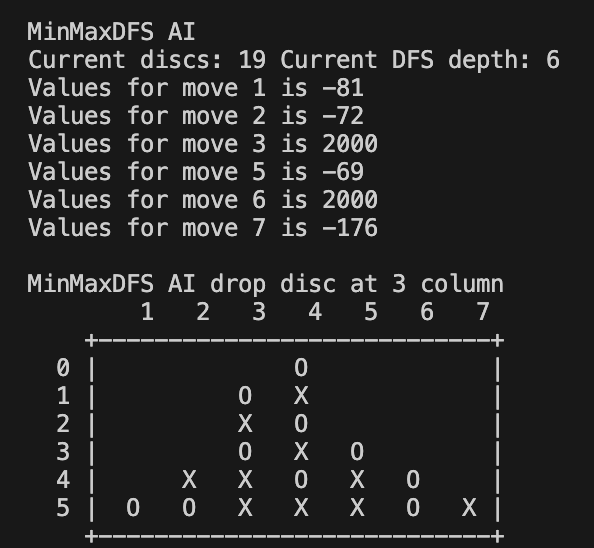 MinMaxDFS AI
Current discs: 19 Current DFS depth: 6
Values for move 1 is -81
Values for move 2 is -72
Values for move 3 is 2000
Values for move 5 is -69
Values for move 6 is 2000
Values for move 7 is -176
MinMaxDFS AI drop disc at 3 column
1 2 3 4 5 6 7
+-----------------------------+
0 | O |
1 | O X |
2 | X O |
3 | O X O |
4 | X X O X O |
5 | O O X X X O X |
+-----------------------------+